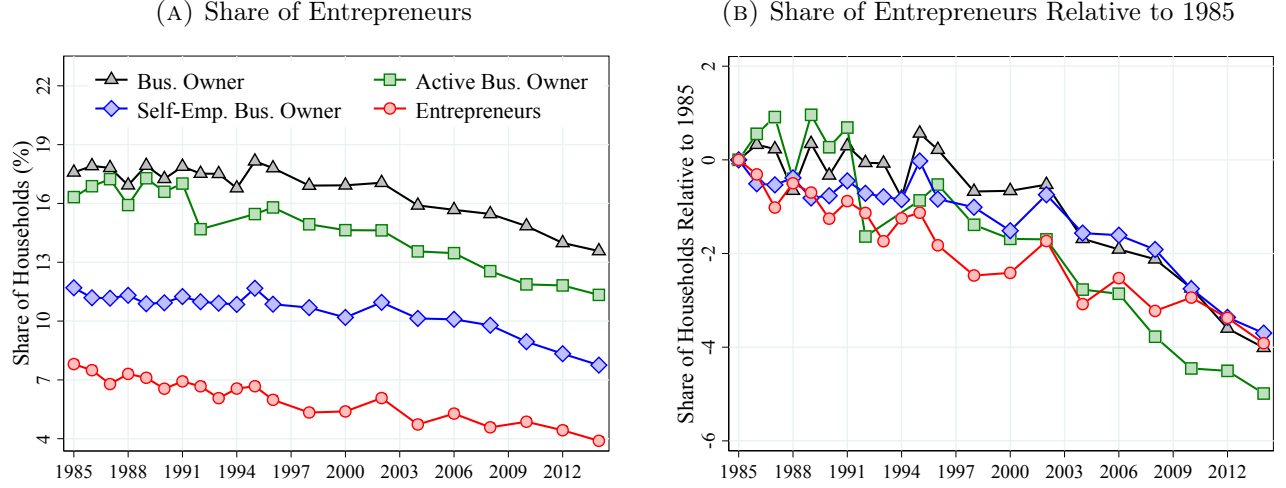 (A) Share of Entrepreneurs
Share of Households (%)
22
19
16
13
10
7
4
Bus. Owner
Active Bus. Owner
Self-Emp. Bus. Owner
Entrepreneurs
1985 1988 1991 1994 1997 2000 2003 2006 2009 2012
(B) Share of Entrepreneurs Relative to 1985
Share of Households Relative to 1985
2
0
-2
-4
-6
1985 1988 1991 1994 1997 2000 2003 2006 2009 2012